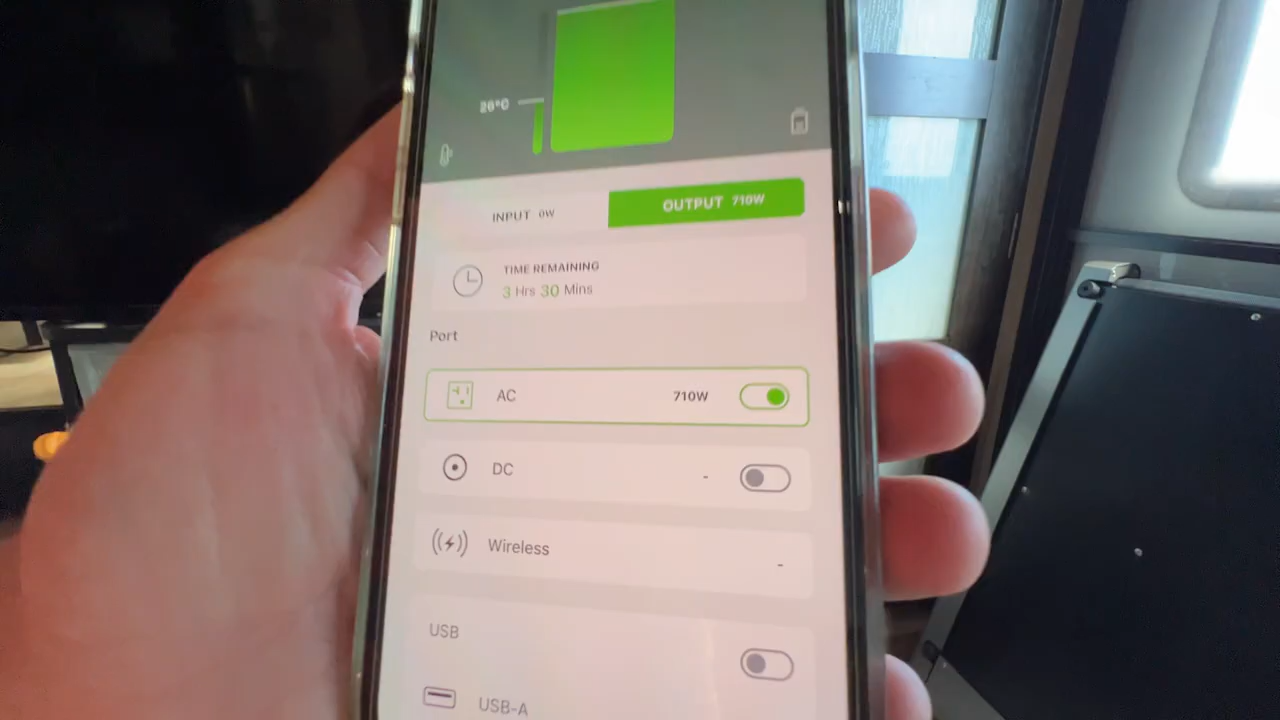 26°C
INPUT 0W
OUTPUT 710W
TIME REMAINING
3 Hrs 30 Mins
Port
AC 710W
DC -
Wireless -
USB
USB-A